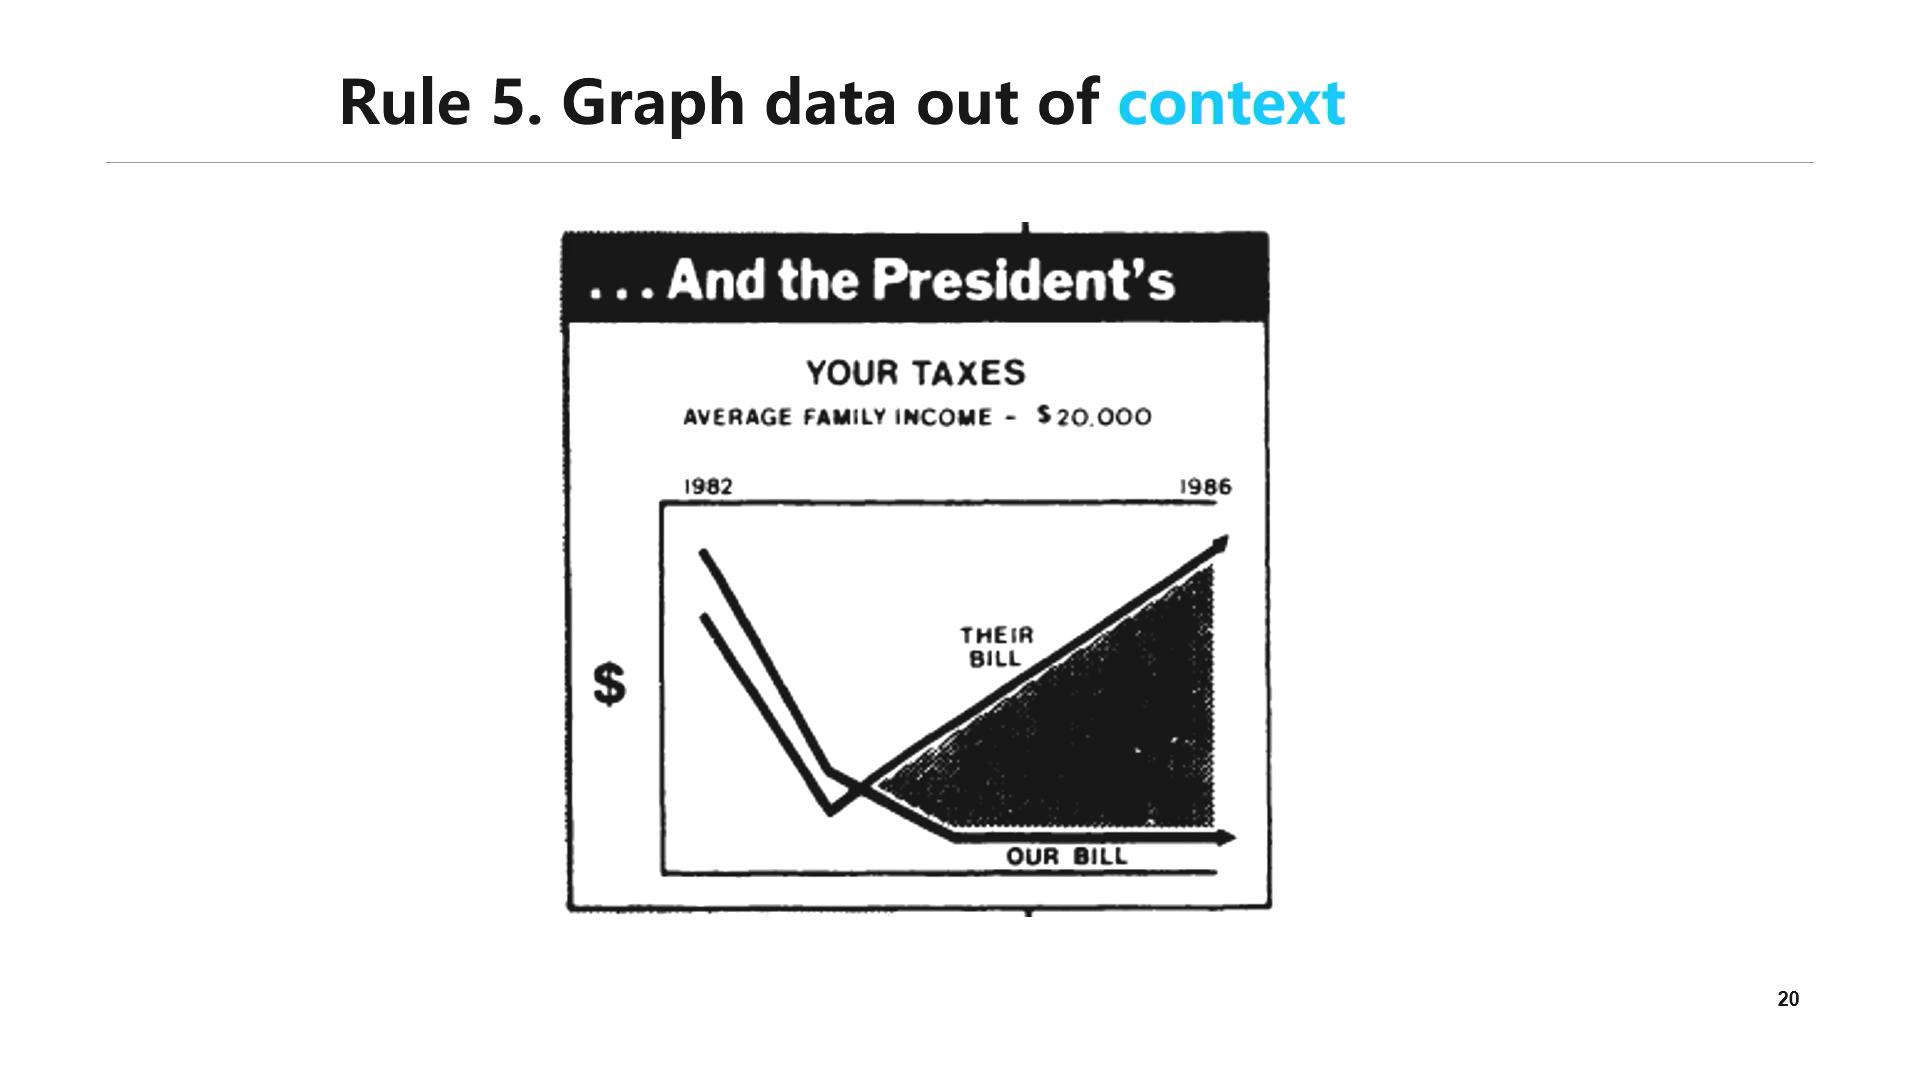 Rule 5. Graph data out of context
...And the President's
YOUR TAXES
AVERAGE FAMILY INCOME - $20.000
1982
1986
THEIR
BILL
$
OUR BILL
20